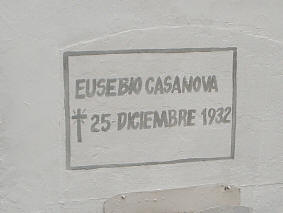 EUSEBIO CASANOVA
† 25 DICIEMBRE 1932